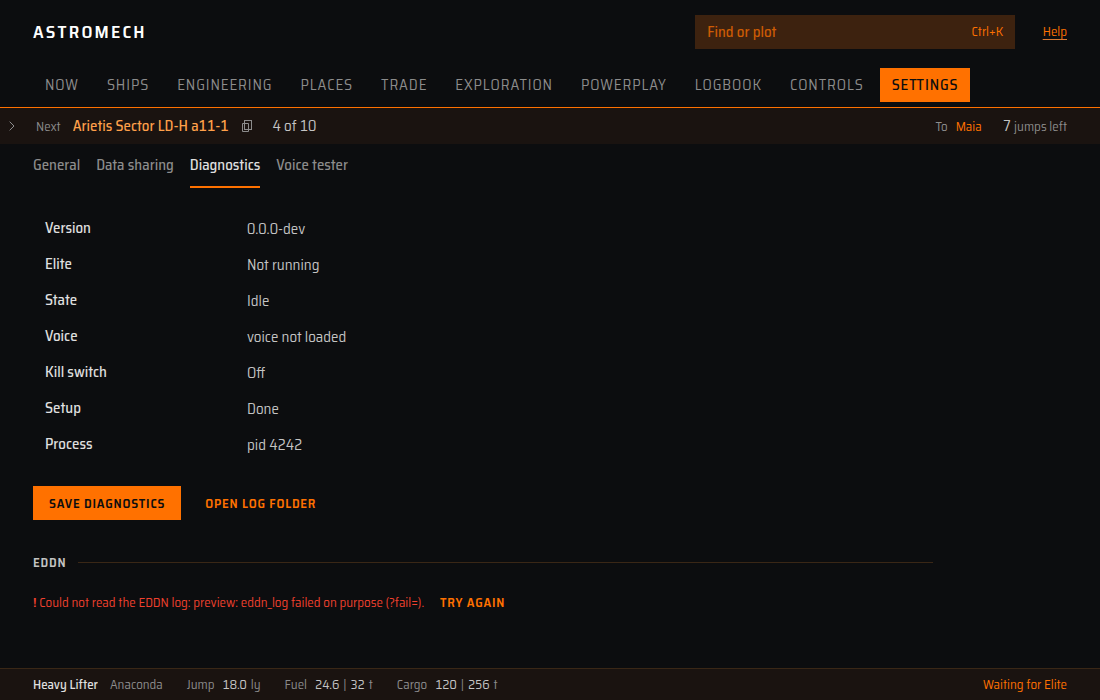 ASTROMECH
Find or plot Ctrl+K Help
NOW SHIPS ENGINEERING PLACES TRADE EXPLORATION POWERPLAY LOGBOOK CONTROLS SETTINGS
Next Arietis Sector LD-H a11-1 4 of 10 To Maia 7 jumps left
General Data sharing Diagnostics Voice tester
Version 0.0.0-dev
Elite Not running
State Idle
Voice voice not loaded
Kill switch Off
Setup Done
Process pid 4242
SAVE DIAGNOSTICS OPEN LOG FOLDER
EDDN
! Could not read the EDDN log: preview: eddn_log failed on purpose (?fail=). TRY AGAIN
Heavy Lifter Anaconda Jump 18.0 ly Fuel 24.6 | 32 t Cargo 120 | 256 t Waiting for Elite